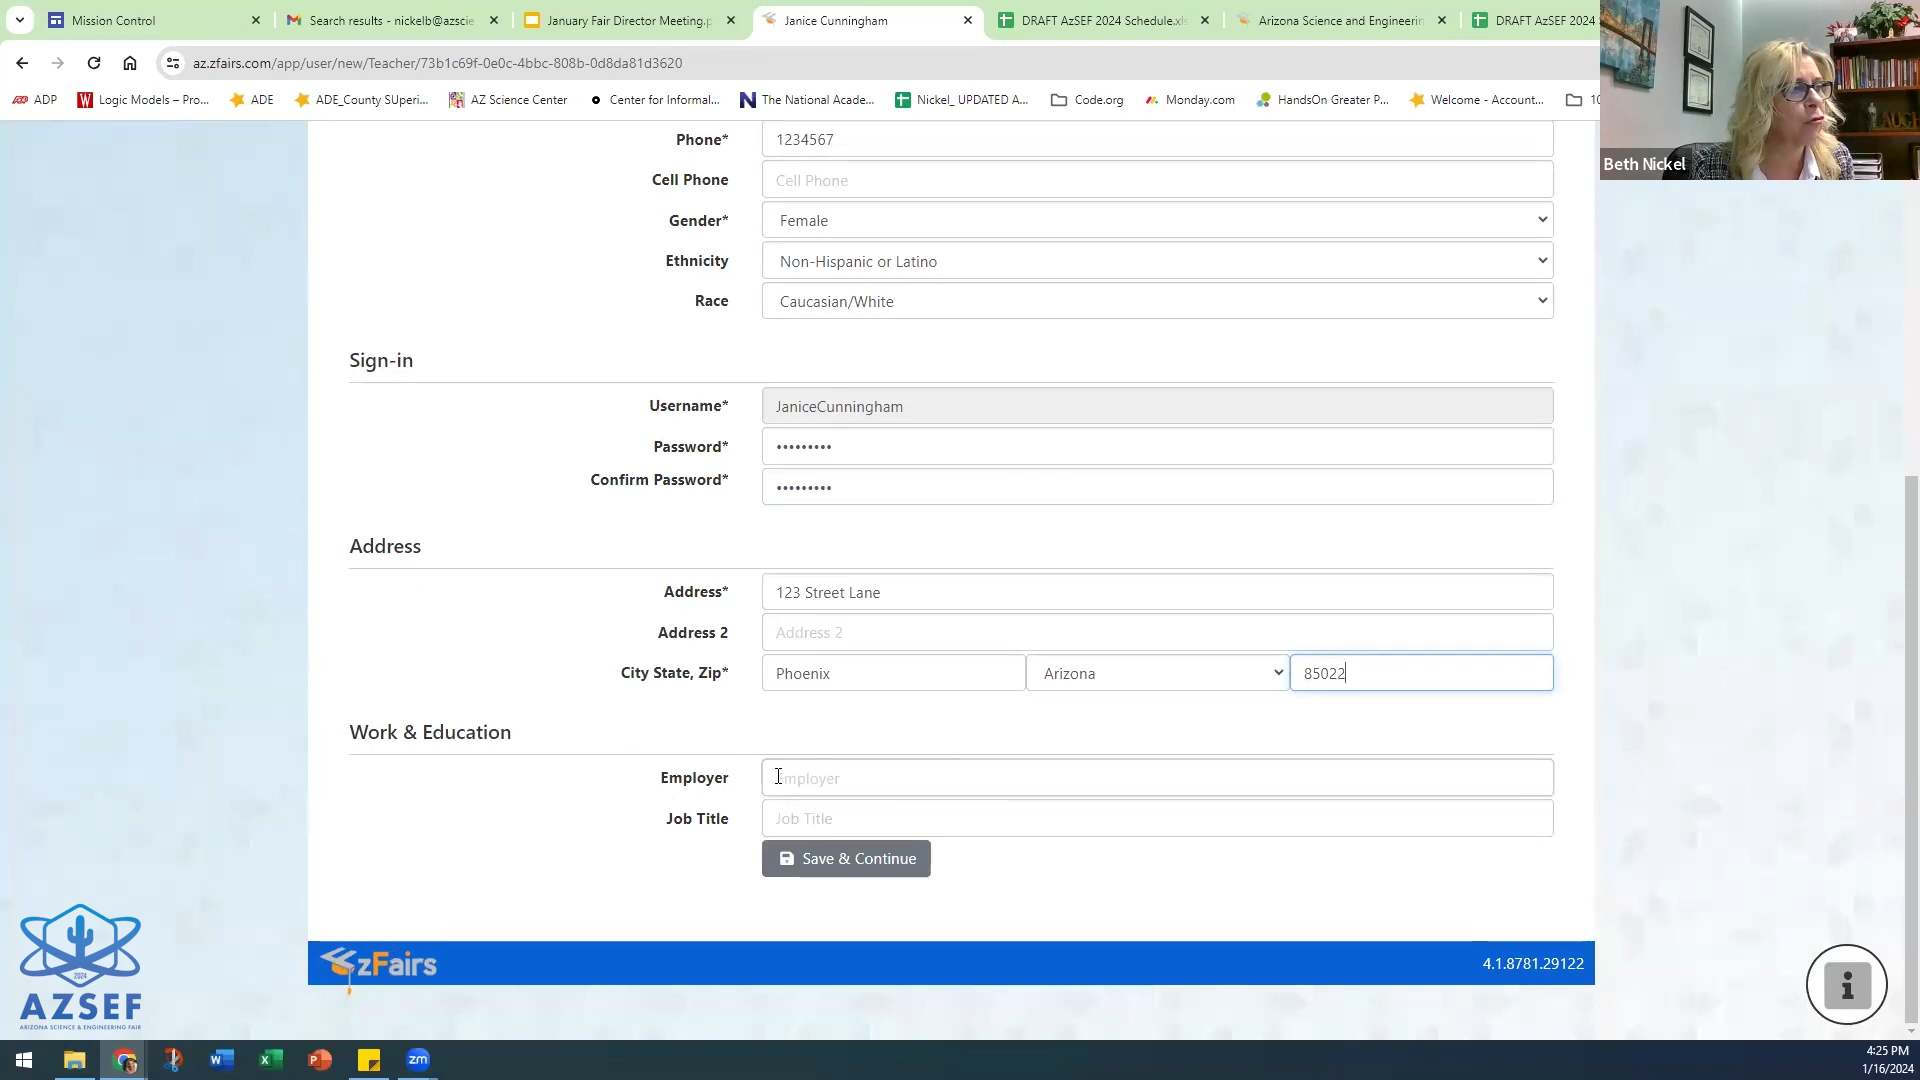 Mission Control
Search results - nickelb@azscie
January Fair Director Meeting.p
Janice Cunningham
DRAFT AzSEF 2024 Schedule.xls
Arizona Science and Engineerin
DRAFT AzSEF 2024
az.zfairs.com/app/user/new/Teacher/73b1c69f-0e0c-4bbc-808b-0d8da81d3620
ADP
Logic Models – Pro...
ADE
ADE_County SUperi...
AZ Science Center
Center for Informal...
The National Acade...
Nickel_ UPDATED A...
Code.org
Monday.com
HandsOn Greater P...
Welcome - Account...
10
LAUGH
Beth Nickel
Phone* 1234567
Cell Phone Cell Phone
Gender* Female
Ethnicity Non-Hispanic or Latino
Race Caucasian/White
Sign-in
Username* JaniceCunningham
Password* •••••••••
Confirm Password* •••••••••
Address
Address* 123 Street Lane
Address 2 Address 2
City State, Zip* Phoenix Arizona 85022
Work & Education
Employer Employer
Job Title Job Title
Save & Continue
zFairs
4.1.8781.29122
2024
AZSEF
ARIZONA SCIENCE & ENGINEERING FAIR
zm
4:25 PM
1/16/2024